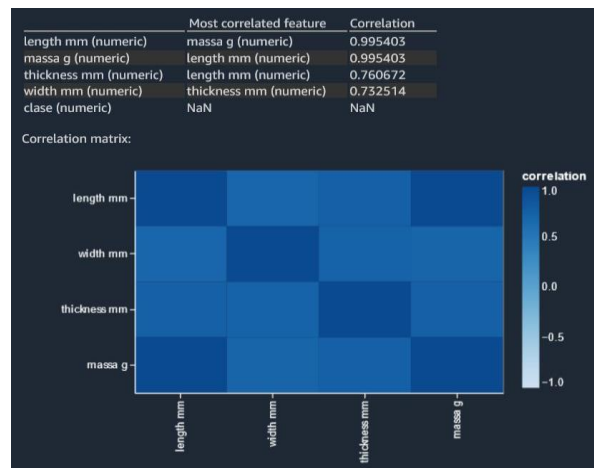 Most correlated feature Correlation
length mm (numeric) massa g (numeric) 0.995403
massa g (numeric) length mm (numeric) 0.995403
thickness mm (numeric) length mm (numeric) 0.760672
width mm (numeric) thickness mm (numeric) 0.732514
clase (numeric) NaN NaN
Correlation matrix:
correlation
length mm
width mm
thickness mm
massa g
1.0
0.5
0.0
−0.5
−1.0
length mm
width mm
thickness mm
massa g